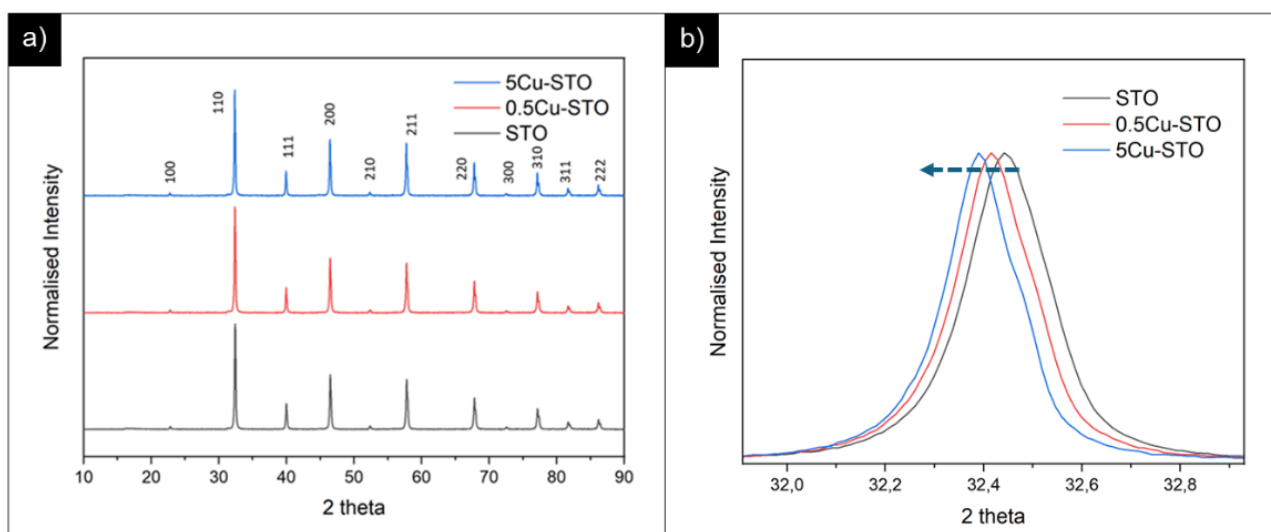 a)
Normalised Intensity
5Cu-STO
0.5Cu-STO
STO
100
110
111
200
210
211
220
300
310
311
222
10 20 30 40 50 60 70 80 90
2 theta
b)
Normalised Intensity
STO
0.5Cu-STO
5Cu-STO
32,0 32,2 32,4 32,6 32,8
2 theta